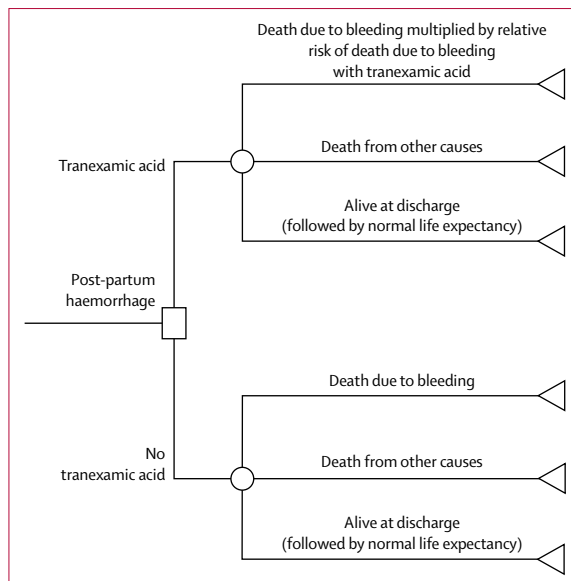 Death due to bleeding multiplied by relative
risk of death due to bleeding
with tranexamic acid
Tranexamic acid
Death from other causes
Alive at discharge
(followed by normal life expectancy)
Post-partum
haemorrhage
Death due to bleeding
No
tranexamic acid
Death from other causes
Alive at discharge
(followed by normal life expectancy)